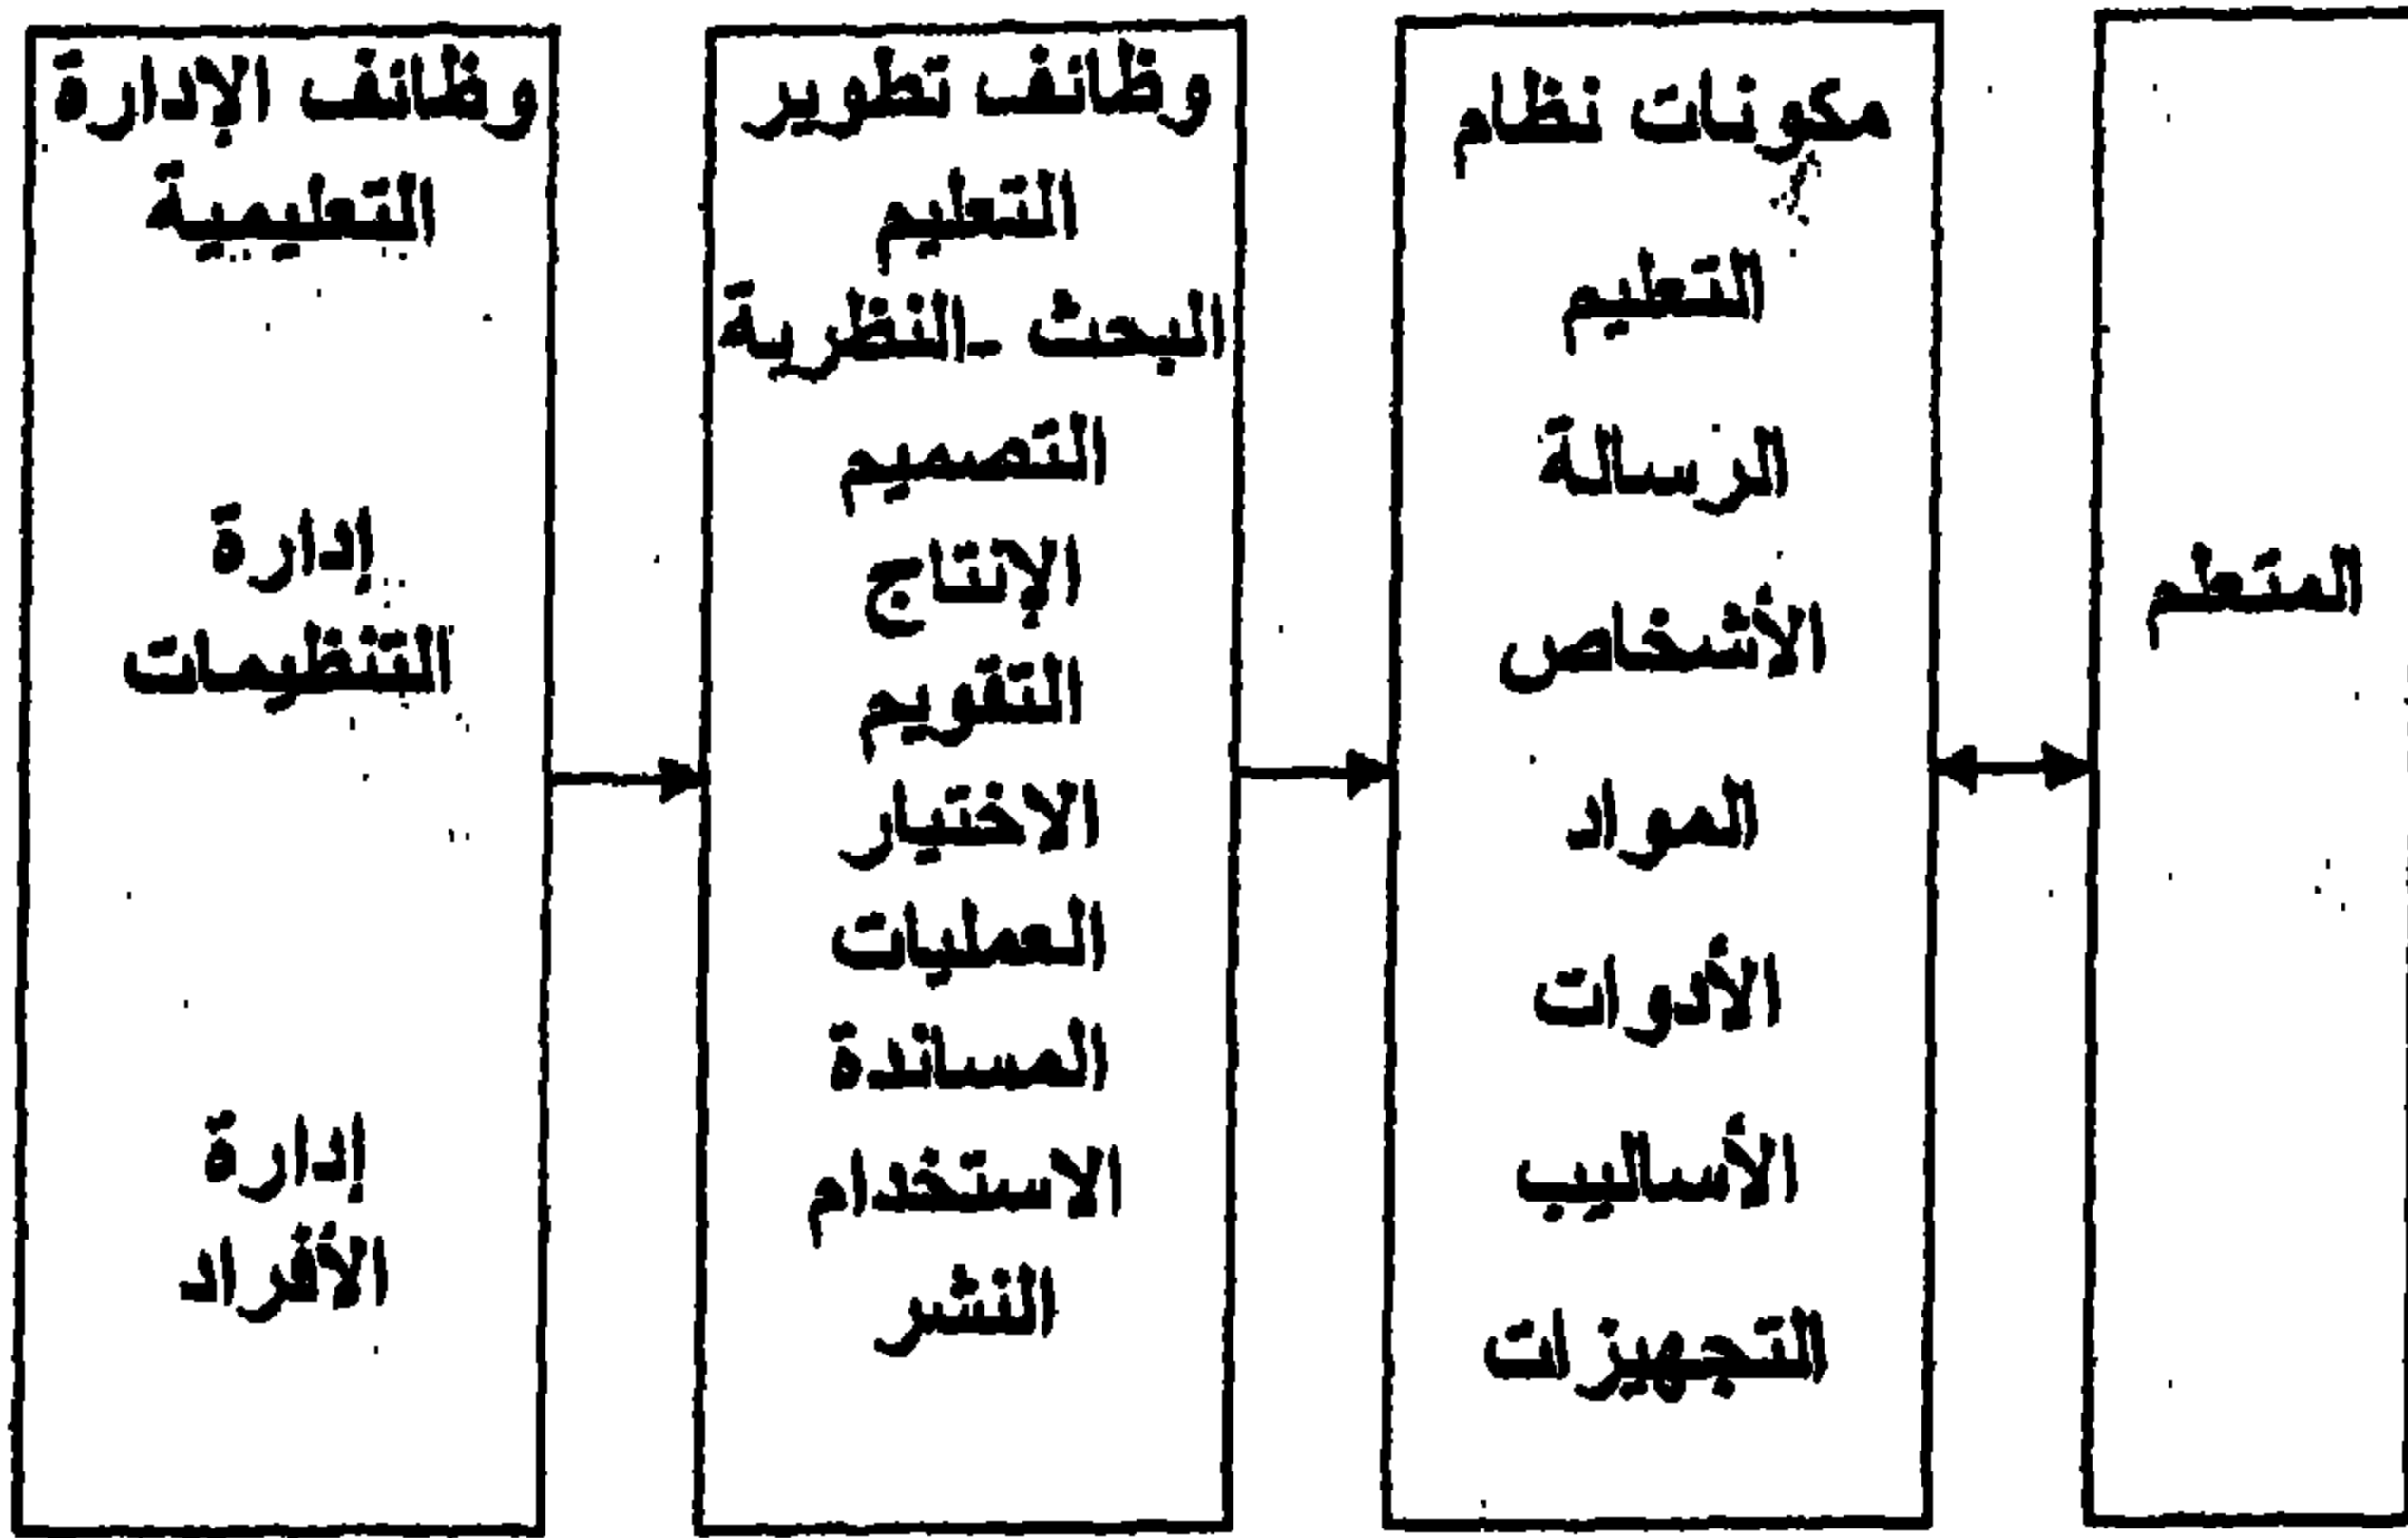 المتعلم
مكونات نظام
التعليم
الرسالة
الأشخاص
المواد
الأدوات
الأساليب
التجهيزات
وظائف تطوير
التعليم
البحث -النظرية
التصميم
الإنتاج
التقويم
الاختيار
العمليات
المساندة
الاستخدام
النشر
وظائف الإدارة
التعليمية
إدارة
التنظيمات
إدارة
الأفراد